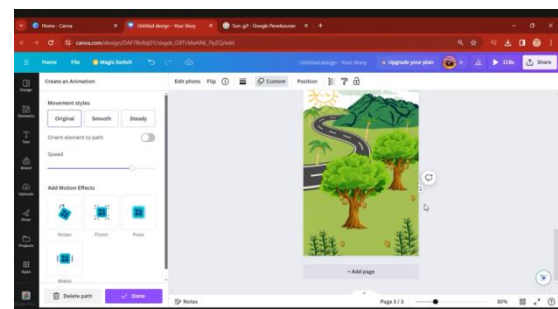 Home - Canva
Untitled design - Your Story
Sun gif - Google Penelusuran
Home
File
Magic Switch
Untitled design - Your Story
Upgrade your plan
Share
Design
Elements
Text
Brand
Uploads
Draw
Projects
Apps
Create an Animation
Movement styles
Original
Smooth
Steady
Orient element to path
Speed
Add Motion Effects
Rotate
Flicker
Pulse
Wiggle
Delete path
Done
Edit photo
Flip
Custom
Position
+ Add page
Notes
Page 3 / 3
30%